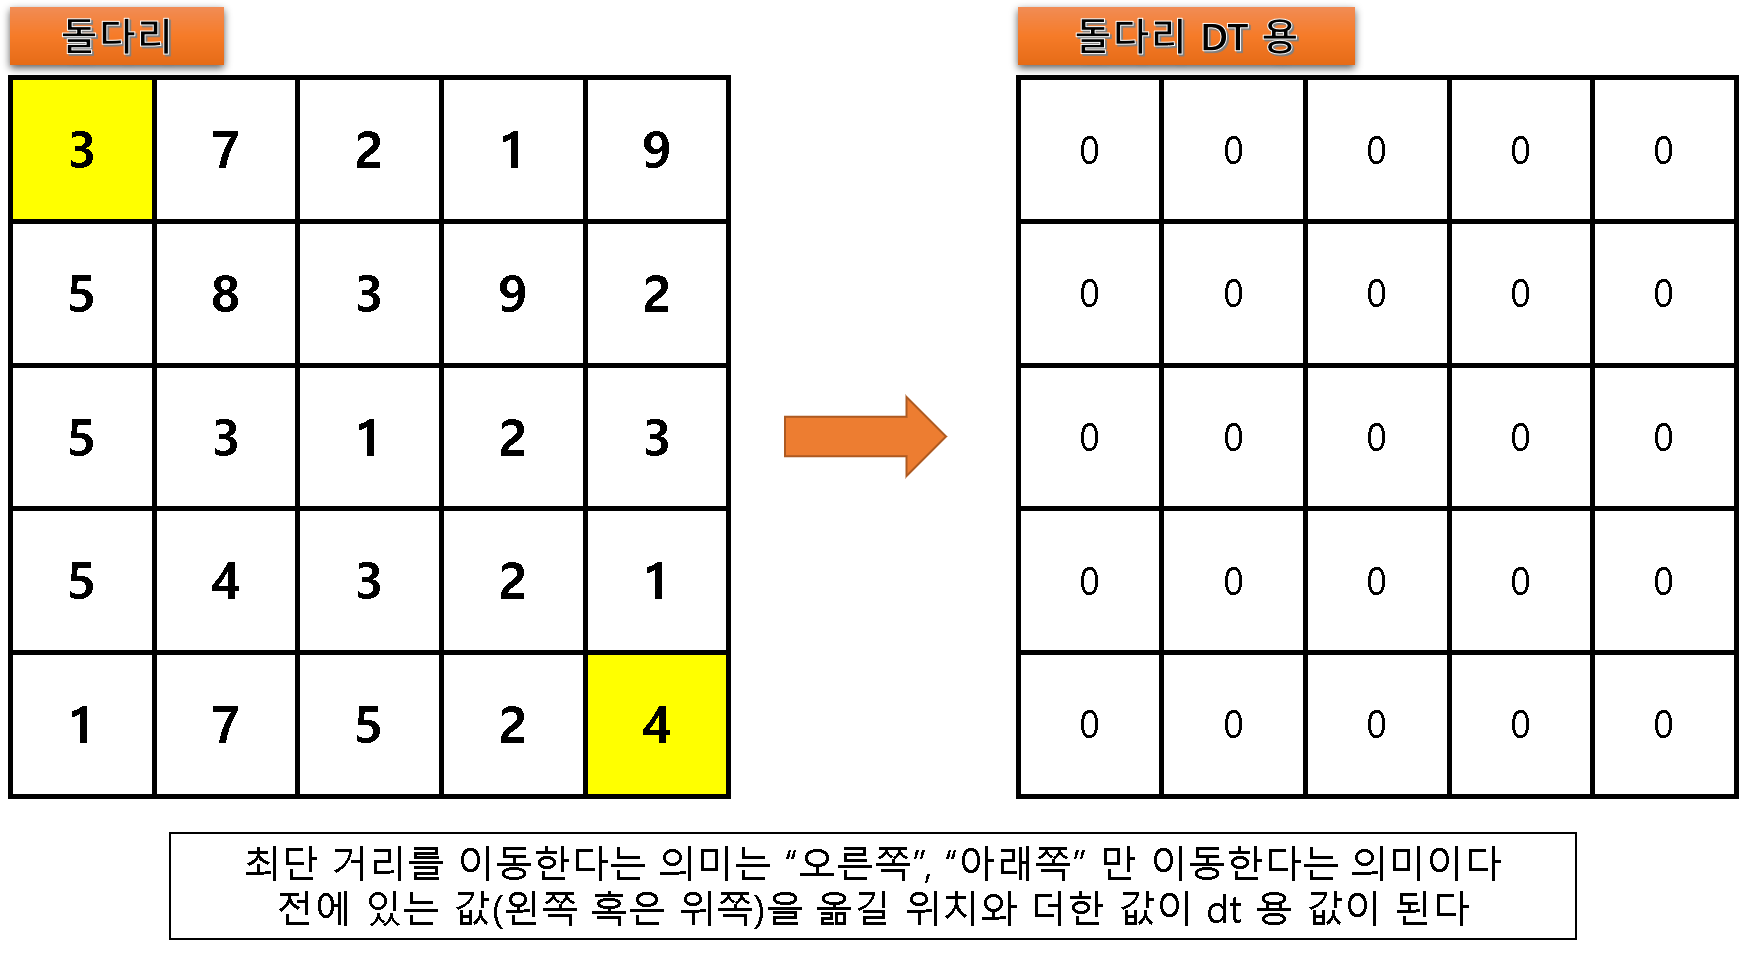 돌다리
돌다리 DT 용
3 7 2 1 9
0 0 0 0 0
5 8 3 9 2
0 0 0 0 0
5 3 1 2 3
0 0 0 0 0
5 4 3 2 1
0 0 0 0 0
1 7 5 2 4
0 0 0 0 0
최단 거리를 이동한다는 의미는 “오른쪽”, “아래쪽” 만 이동한다는 의미이다
전에 있는 값(왼쪽 혹은 위쪽)을 옮길 위치와 더한 값이 dt 용 값이 된다